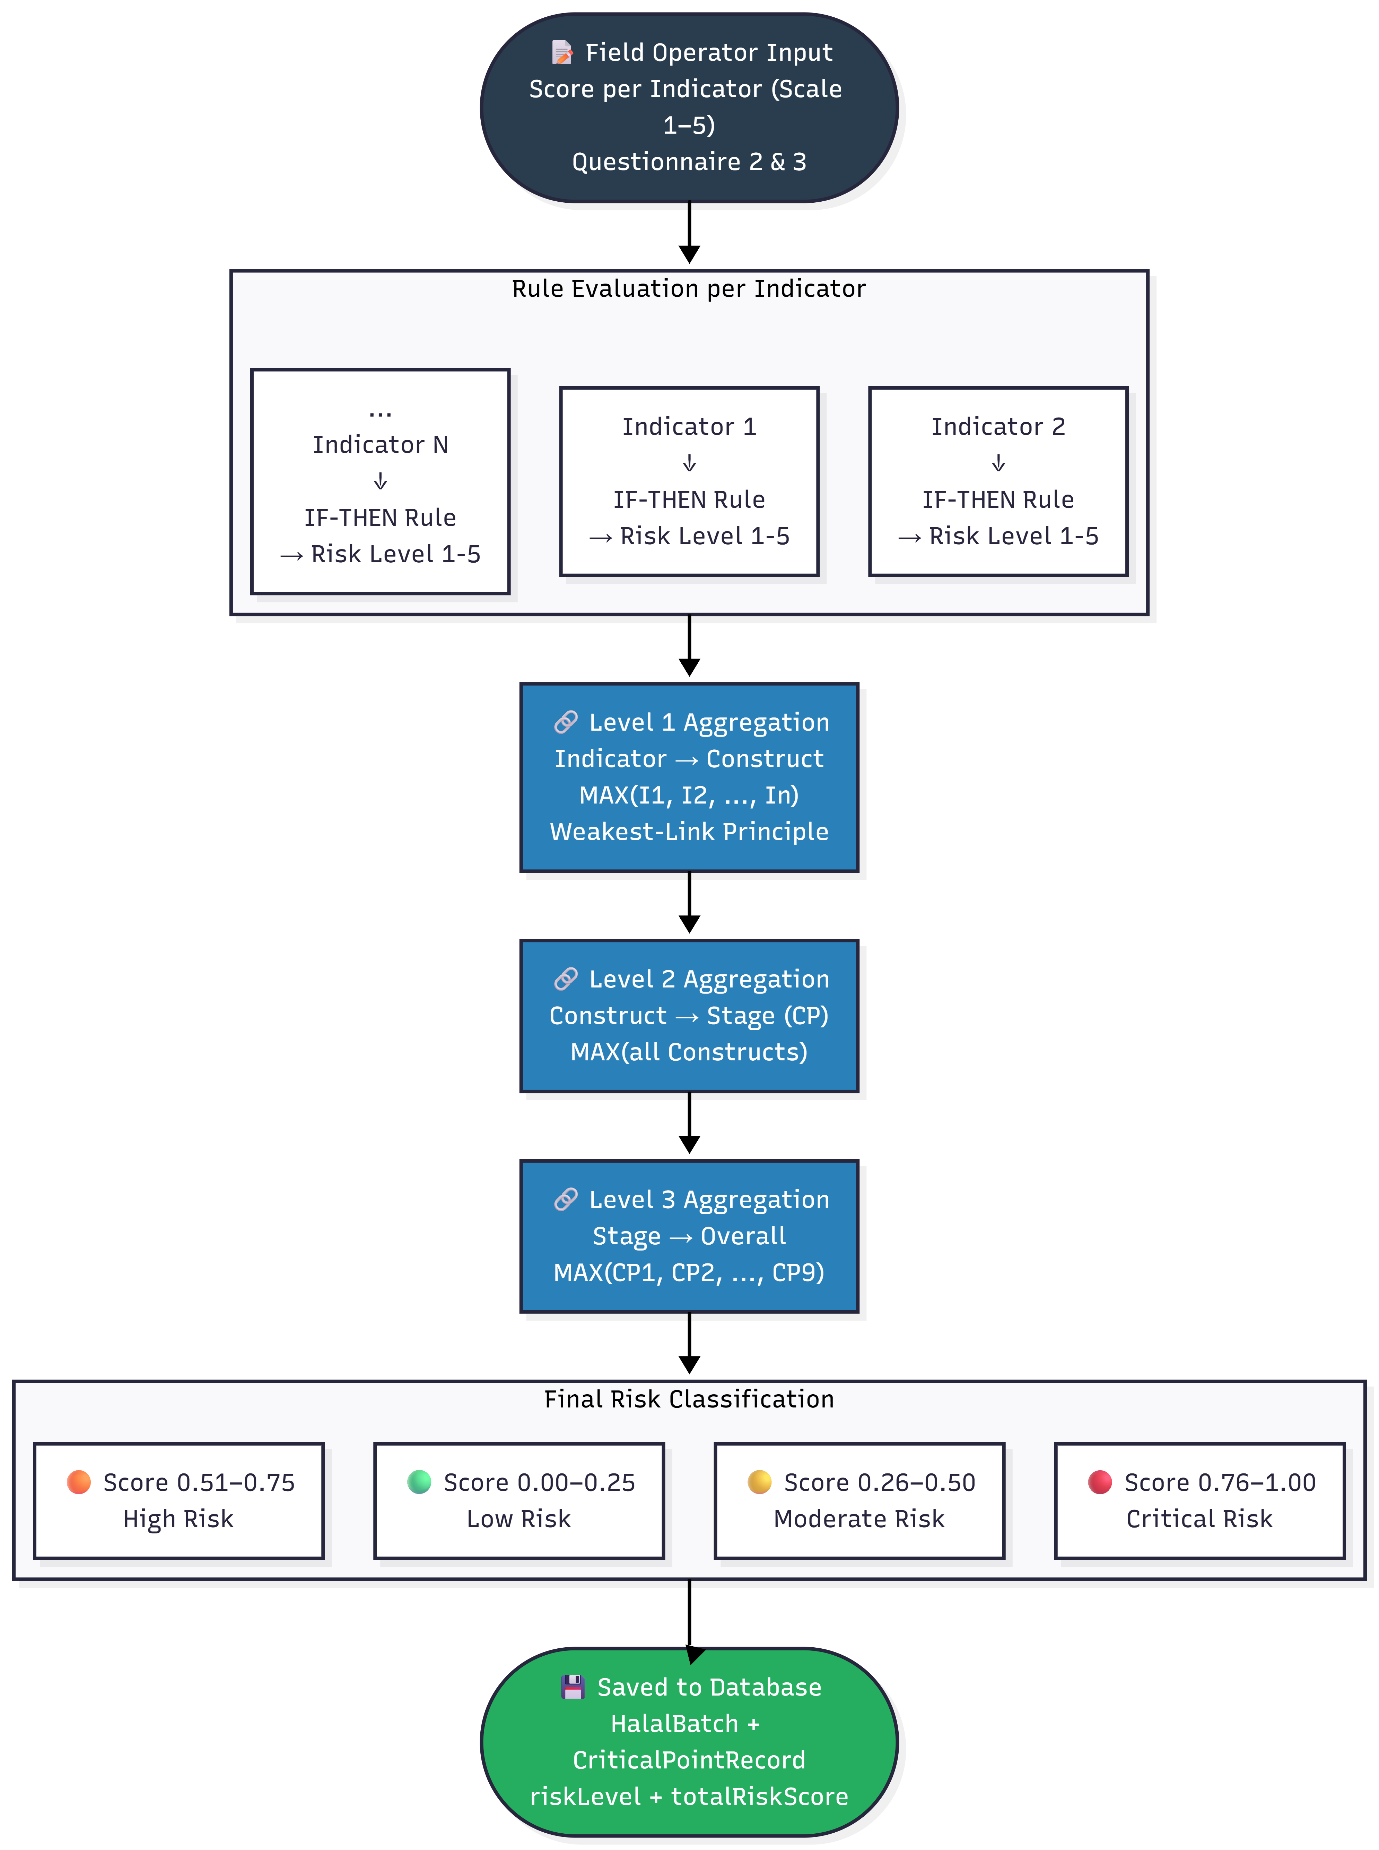 Field Operator Input
Score per Indicator (Scale
1–5)
Questionnaire 2 & 3
Rule Evaluation per Indicator
...
Indicator N
↓
IF-THEN Rule
→ Risk Level 1-5
Indicator 1
↓
IF-THEN Rule
→ Risk Level 1-5
Indicator 2
↓
IF-THEN Rule
→ Risk Level 1-5
Level 1 Aggregation
Indicator → Construct
MAX(I1, I2, ..., In)
Weakest-Link Principle
Level 2 Aggregation
Construct → Stage (CP)
MAX(all Constructs)
Level 3 Aggregation
Stage → Overall
MAX(CP1, CP2, ..., CP9)
Final Risk Classification
Score 0.51–0.75
High Risk
Score 0.00–0.25
Low Risk
Score 0.26–0.50
Moderate Risk
Score 0.76–1.00
Critical Risk
Saved to Database
HalalBatch +
CriticalPointRecord
riskLevel + totalRiskScore